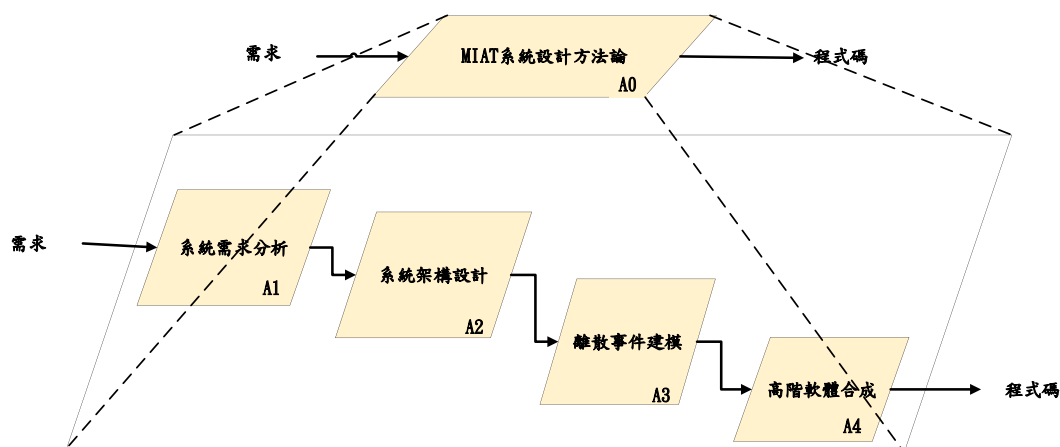 需求
MIAT系統設計方法論
程式碼
A0
需求
系統需求分析
A1
系統架構設計
A2
離散事件建模
A3
高階軟體合成
A4
程式碼